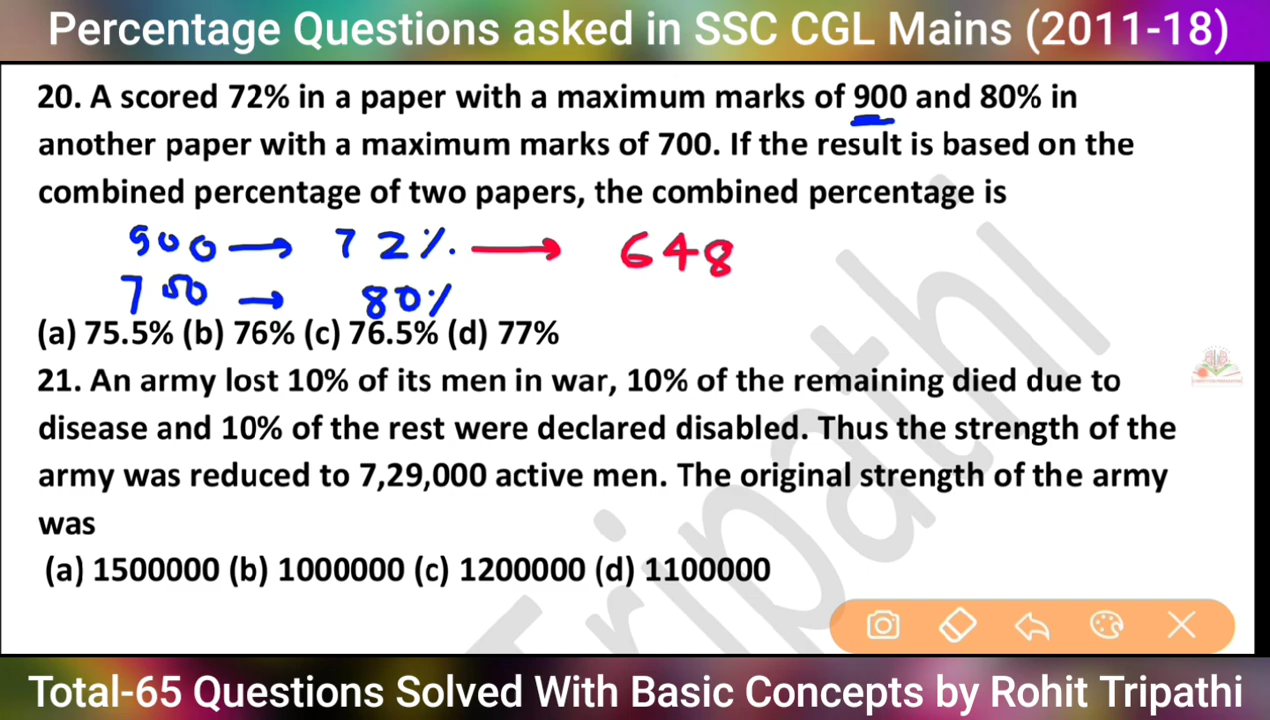 Percentage Questions asked in SSC CGL Mains (2011-18)
20. A scored 72% in a paper with a maximum marks of 900 and 80% in
another paper with a maximum marks of 700. If the result is based on the
combined percentage of two papers, the combined percentage is
900 → 72% → 648
700 → 80%
(a) 75.5% (b) 76% (c) 76.5% (d) 77%
21. An army lost 10% of its men in war, 10% of the remaining died due to
disease and 10% of the rest were declared disabled. Thus the strength of the
army was reduced to 7,29,000 active men. The original strength of the army
was
(a) 1500000 (b) 1000000 (c) 1200000 (d) 1100000
Tripathi
Total-65 Questions Solved With Basic Concepts by Rohit Tripathi